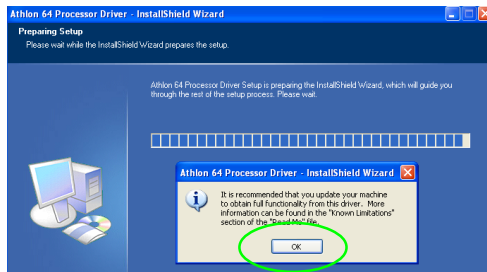 Athlon 64 Processor Driver - InstallShield Wizard
Preparing Setup
Please wait while the InstallShield Wizard prepares the setup.
Athlon 64 Processor Driver Setup is preparing the InstallShield Wizard, which will guide you
through the rest of the setup process. Please wait.
Athlon 64 Processor Driver - InstallShield Wizard
It is recommended that you update your machine
to obtain full functionality from this driver. More
information can be found in the "Known Limitations"
section of the "Read Me" file.
OK